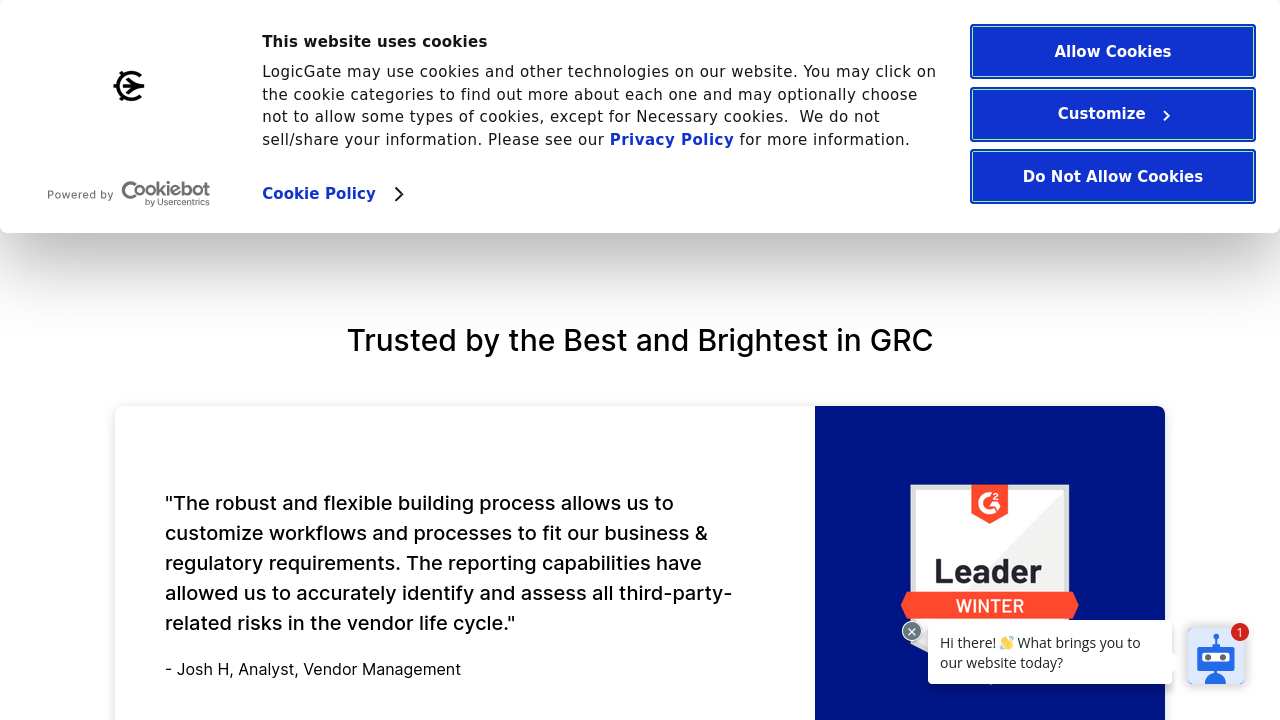 This website uses cookies
LogicGate may use cookies and other technologies on our website. You may click on
the cookie categories to find out more about each one and may optionally choose
not to allow some types of cookies, except for Necessary cookies.  We do not
sell/share your information. Please see our Privacy Policy for more information.
Cookie Policy
Powered by Cookiebot
by Usercentrics
Allow Cookies
Customize
Do Not Allow Cookies
Trusted by the Best and Brightest in GRC
"The robust and flexible building process allows us to
customize workflows and processes to fit our business &
regulatory requirements. The reporting capabilities have
allowed us to accurately identify and assess all third-party-
related risks in the vendor life cycle."
- Josh H, Analyst, Vendor Management
G2
Leader
WINTER
Hi there! 👋 What brings you to
our website today?
1